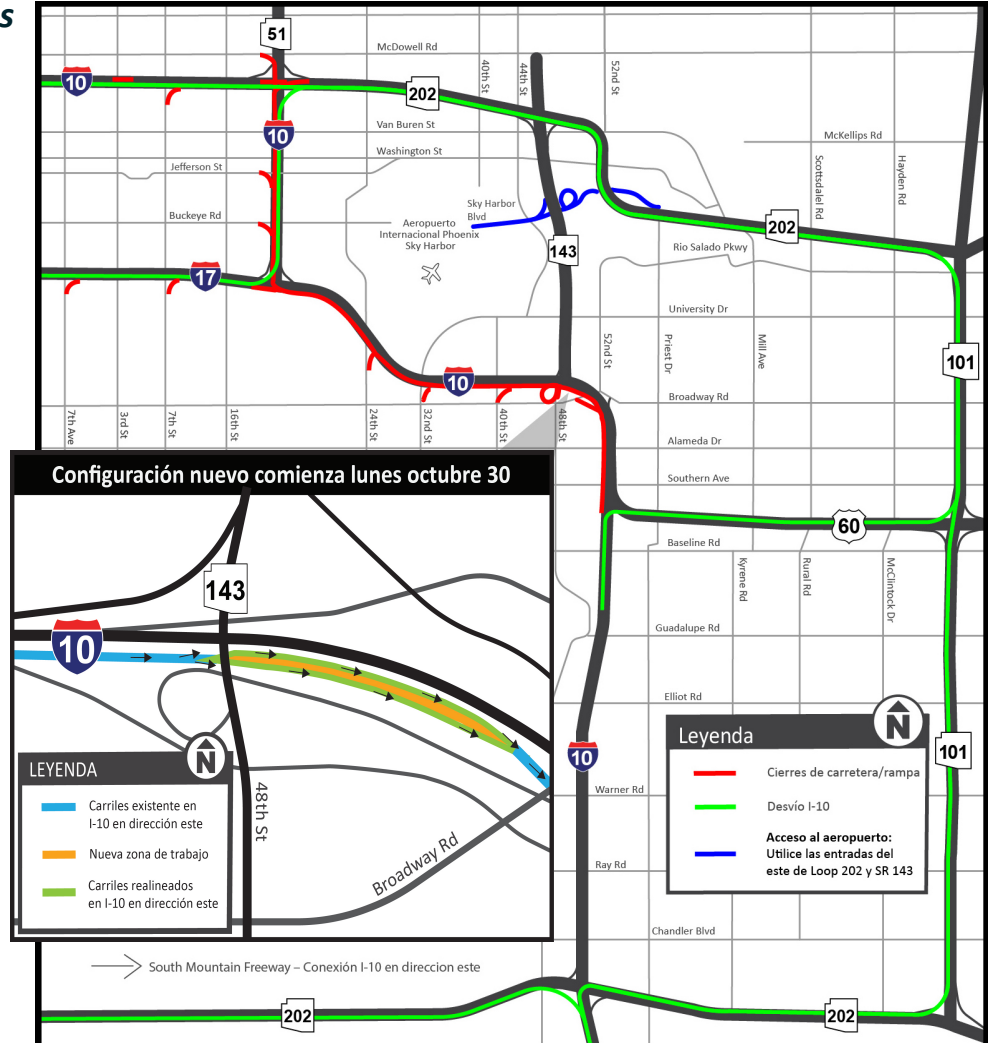 S
51
McDowell Rd
40th St
44th St
52nd St
10
202
10
Van Buren St
McKellips Rd
Washington St
Jefferson St
Scottsdalel Rd
Hayden Rd
Sky Harbor
Blvd
Buckeye Rd
Aeropuerto
Internacional Phoenix
Sky Harbor
202
143
Rio Salado Pkwy
17
University Dr
52nd St
Priest Dr
Mill Ave
101
10
Broadway Rd
7th Ave
3rd St
7th St
16th St
24th St
32nd St
40th St
48th St
Alameda Dr
Southern Ave
60
Baseline Rd
Kyrene Rd
Rural Rd
McClintock Dr
Guadalupe Rd
Elliot Rd
10
101
Warner Rd
Ray Rd
Chandler Blvd
Configuración nuevo comienza lunes octubre 30
143
10
48th St
Broadway Rd
N
LEYENDA
Carriles existente en
I-10 en dirección este
Nueva zona de trabajo
Carriles realineados
en I-10 en dirección este
N
Leyenda
Cierres de carretera/rampa
Desvío I-10
Acceso al aeropuerto:
Utilice las entradas del
este de Loop 202 y SR 143
South Mountain Freeway – Conexión I-10 en direccion este
202
202